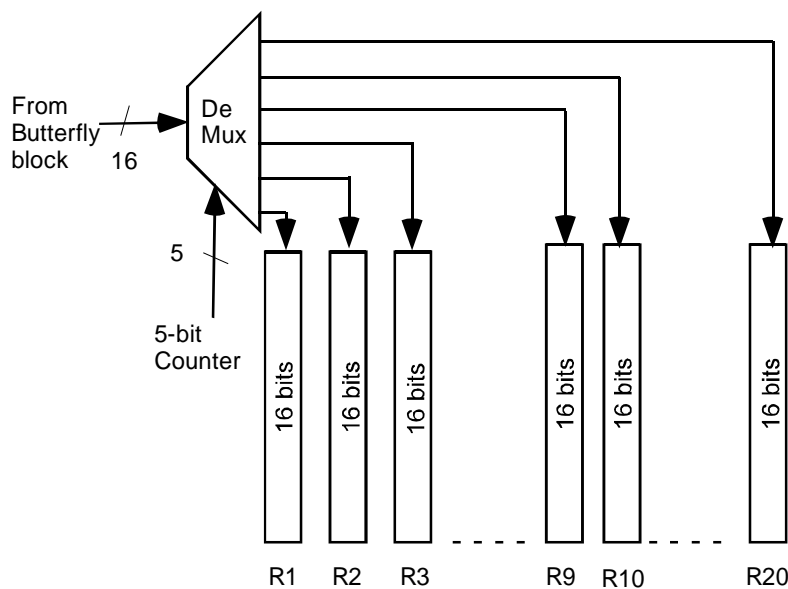 From
Butterfly
block
16
De
Mux
5
5-bit
Counter
16 bits
16 bits
16 bits
16 bits
16 bits
16 bits
R1
R2
R3
R9
R10
R20